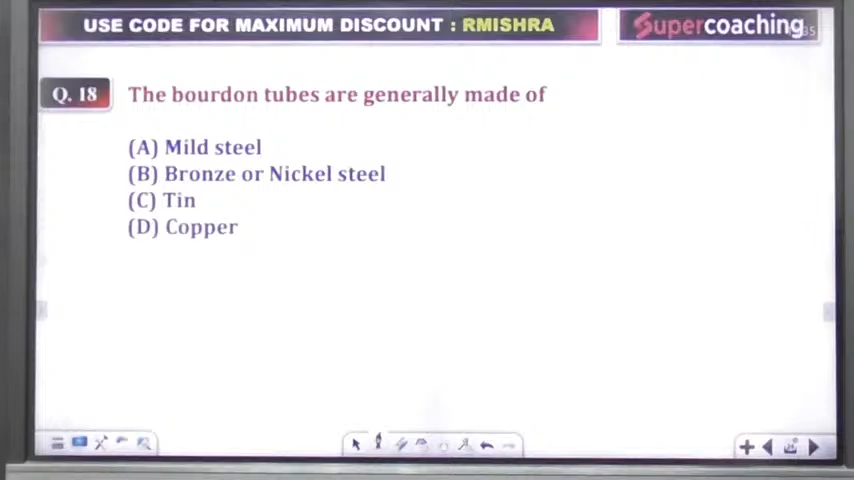 USE CODE FOR MAXIMUM DISCOUNT : RMISHRA
Supercoaching
35
Q. 18
The bourdon tubes are generally made of
(A) Mild steel
(B) Bronze or Nickel steel
(C) Tin
(D) Copper